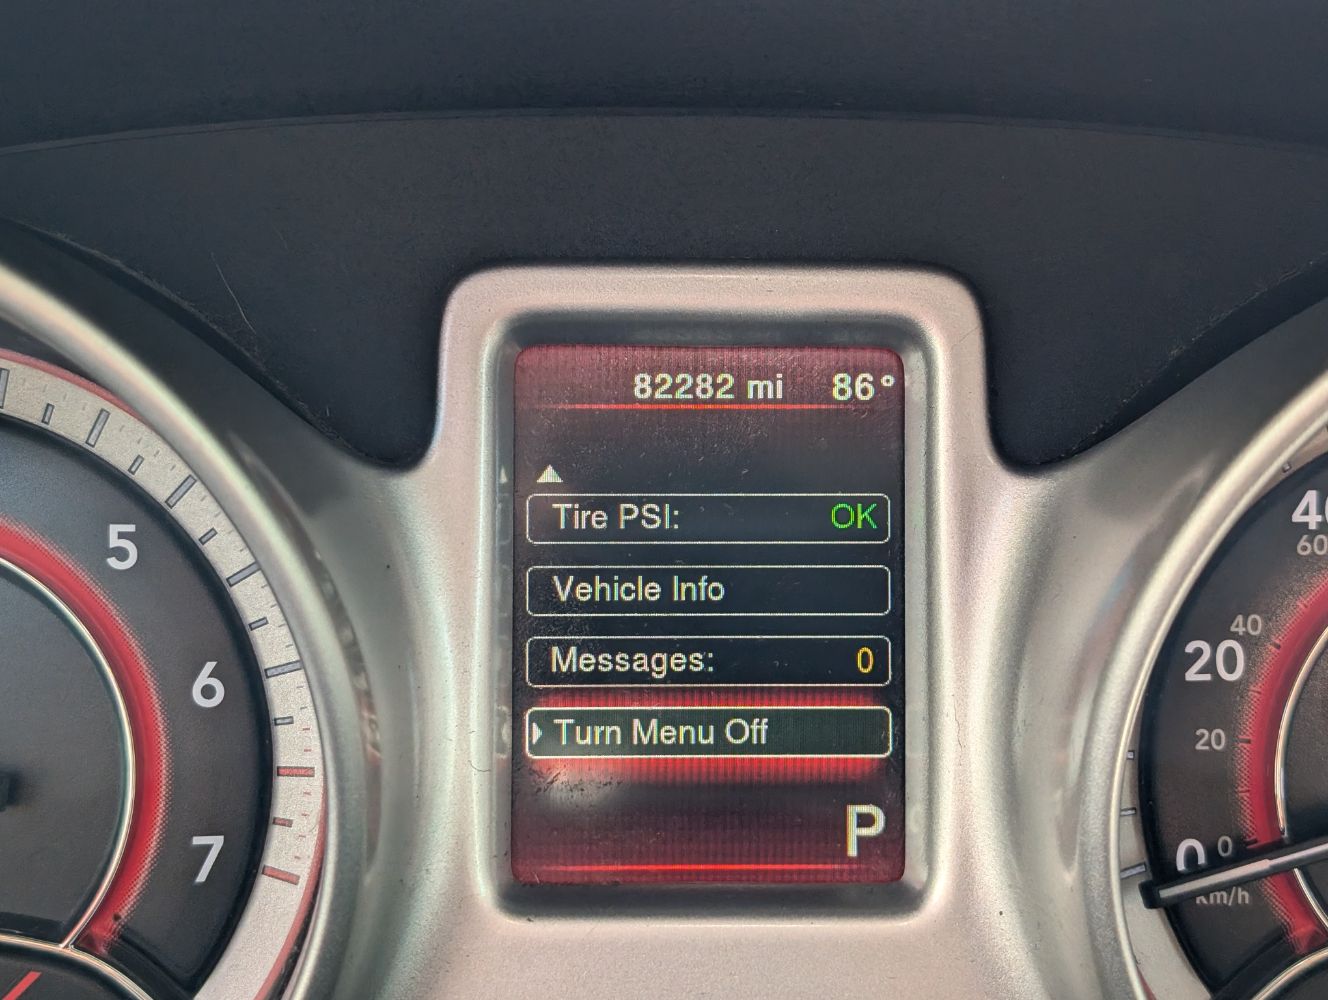 82282 mi 86°
Tire PSI: OK
Vehicle Info
Messages: 0
Turn Menu Off
P
5
6
7
60
40
20
20
0
0
km/h